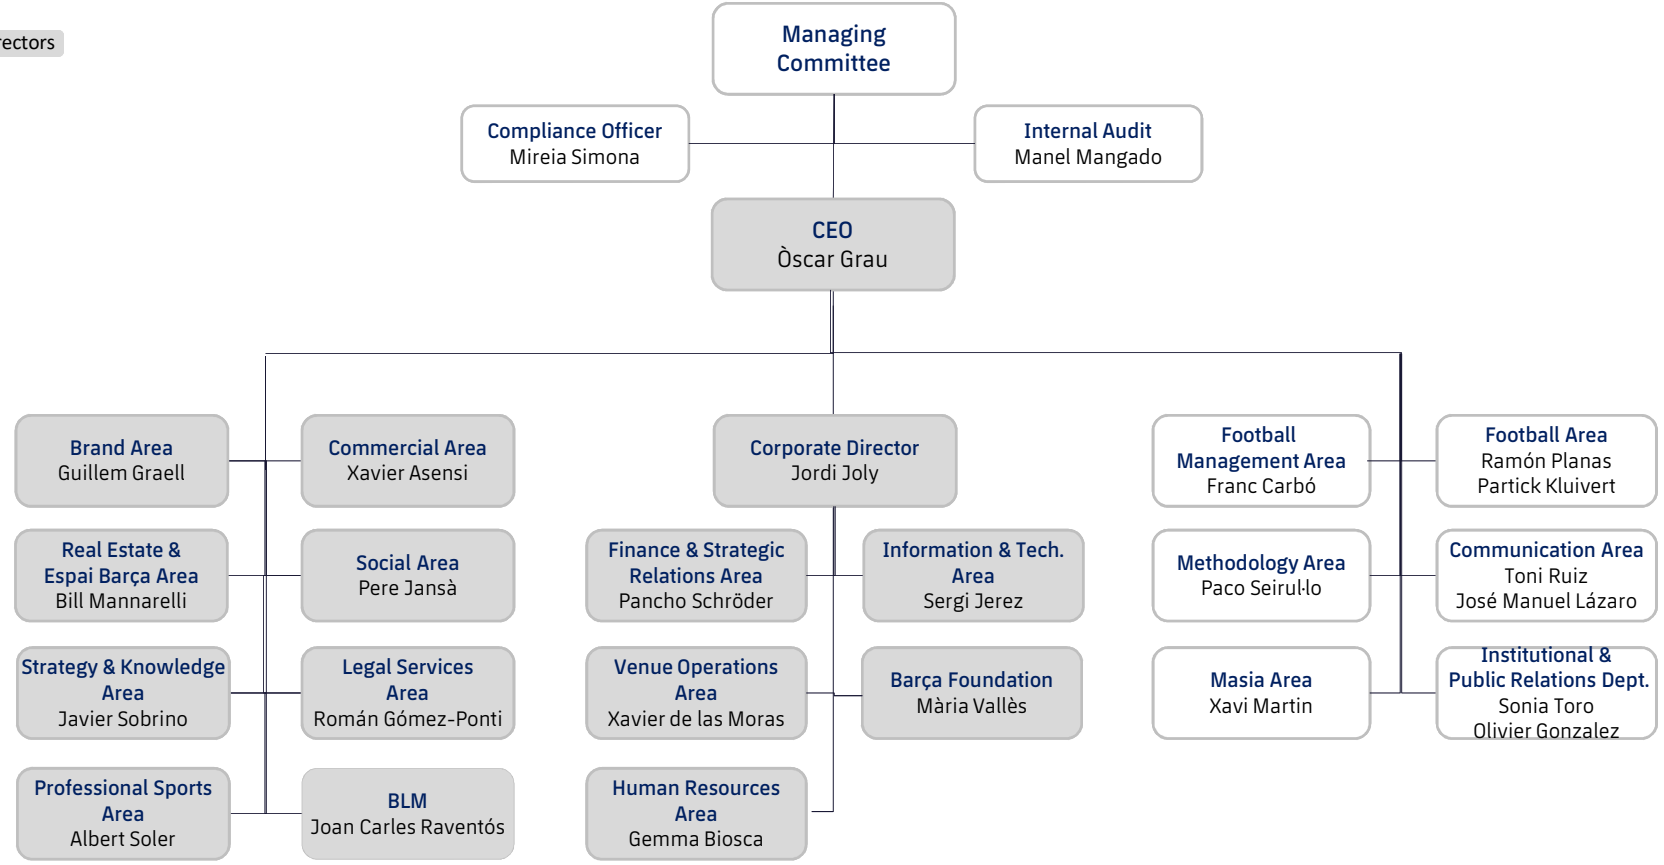 rectors
Managing
Committee
Compliance Officer
Mireia Simona
Internal Audit
Manel Mangado
CEO
Òscar Grau
Brand Area
Guillem Graell
Commercial Area
Xavier Asensi
Corporate Director
Jordi Joly
Football
Management Area
Franc Carbó
Football Area
Ramón Planas
Partick Kluivert
Real Estate &
Espai Barça Area
Bill Mannarelli
Social Area
Pere Jansà
Finance & Strategic
Relations Area
Pancho Schröder
Information & Tech.
Area
Sergi Jerez
Methodology Area
Paco Seirul·lo
Communication Area
Toni Ruiz
José Manuel Lázaro
Strategy & Knowledge
Area
Javier Sobrino
Legal Services
Area
Román Gómez-Ponti
Venue Operations
Area
Xavier de las Moras
Barça Foundation
Mària Vallès
Masia Area
Xavi Martin
Institutional &
Public Relations Dept.
Sonia Toro
Olivier Gonzalez
Professional Sports
Area
Albert Soler
BLM
Joan Carles Raventós
Human Resources
Area
Gemma Biosca